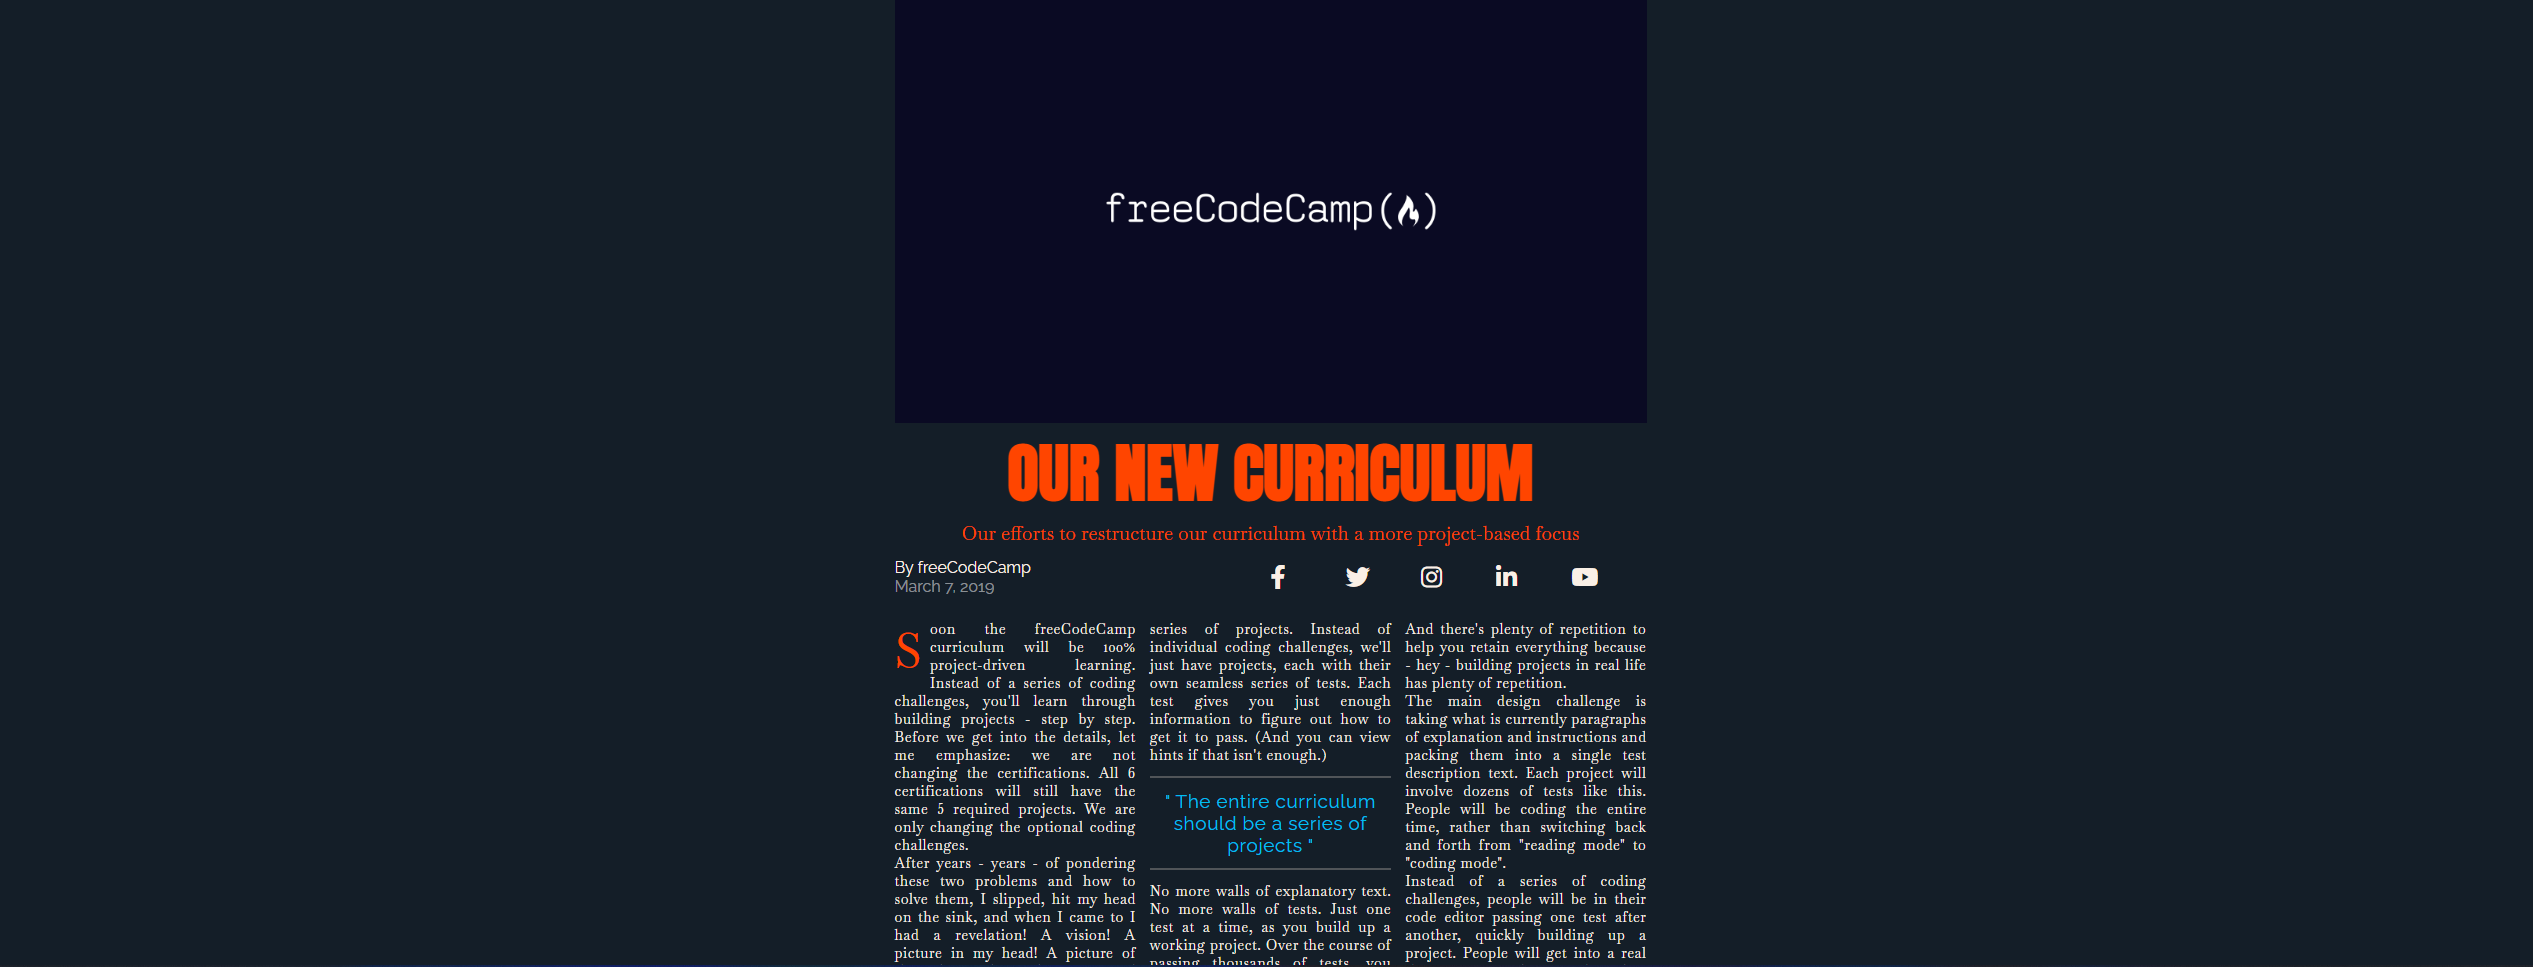 freeCodeCamp(🔥)
OUR NEW CURRICULUM
Our efforts to restructure our curriculum with a more project-based focus
By freeCodeCamp
March 7, 2019
Soon the freeCodeCamp
curriculum will be 100%
project-driven learning.
Instead of a series of coding
challenges, you'll learn through
building projects - step by step.
Before we get into the details, let
me emphasize: we are not
changing the certifications. All 6
certifications will still have the
same 5 required projects. We are
only changing the optional coding
challenges.
After years - years - of pondering
these two problems and how to
solve them, I slipped, hit my head
on the sink, and when I came to I
had a revelation! A vision! A
picture in my head! A picture of
series of projects. Instead of
individual coding challenges, we'll
just have projects, each with their
own seamless series of tests. Each
test gives you just enough
information to figure out how to
get it to pass. (And you can view
hints if that isn't enough.)
" The entire curriculum
should be a series of
projects "
No more walls of explanatory text.
No more walls of tests. Just one
test at a time, as you build up a
working project. Over the course of
passing thousands of tests, you
And there's plenty of repetition to
help you retain everything because
- hey - building projects in real life
has plenty of repetition.
The main design challenge is
taking what is currently paragraphs
of explanation and instructions and
packing them into a single test
description text. Each project will
involve dozens of tests like this.
People will be coding the entire
time, rather than switching back
and forth from "reading mode" to
"coding mode".
Instead of a series of coding
challenges, people will be in their
code editor passing one test after
another, quickly building up a
project. People will get into a real